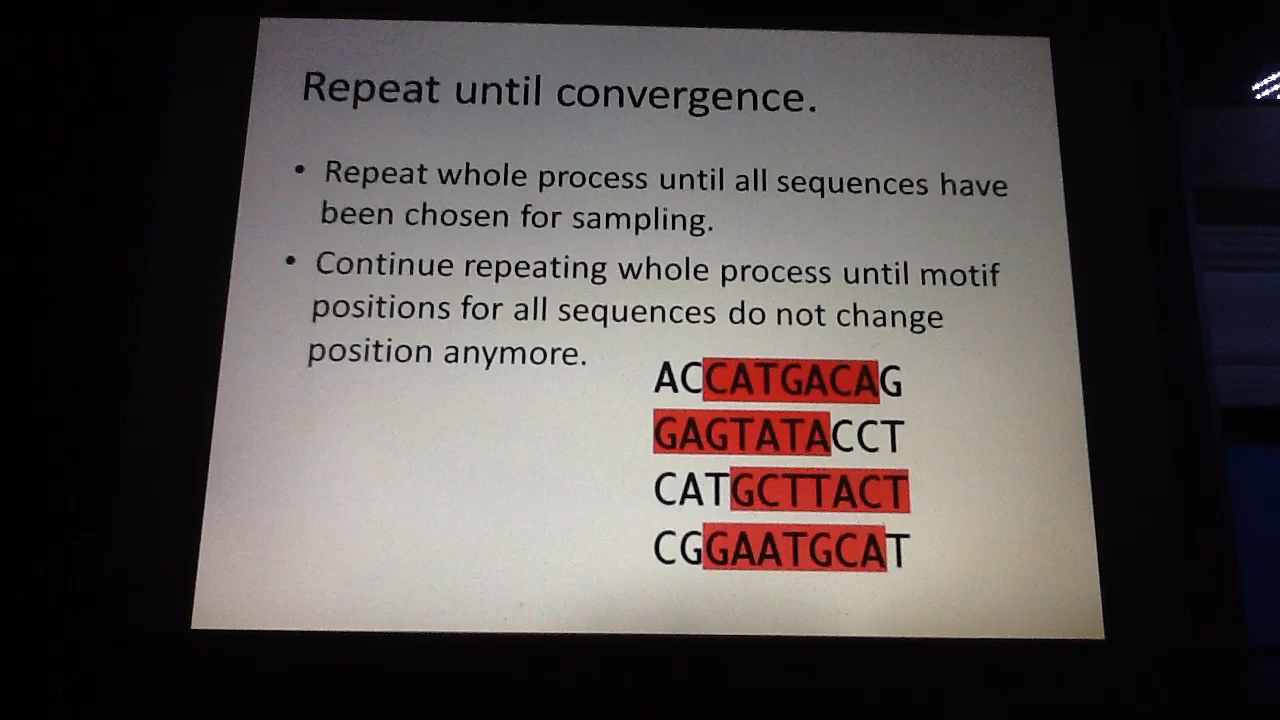 Repeat until convergence.
• Repeat whole process until all sequences have
been chosen for sampling.
• Continue repeating whole process until motif
positions for all sequences do not change
position anymore.
ACCATGACAG
GAGTATACCT
CATGCTTACT
CGGAATGCAT